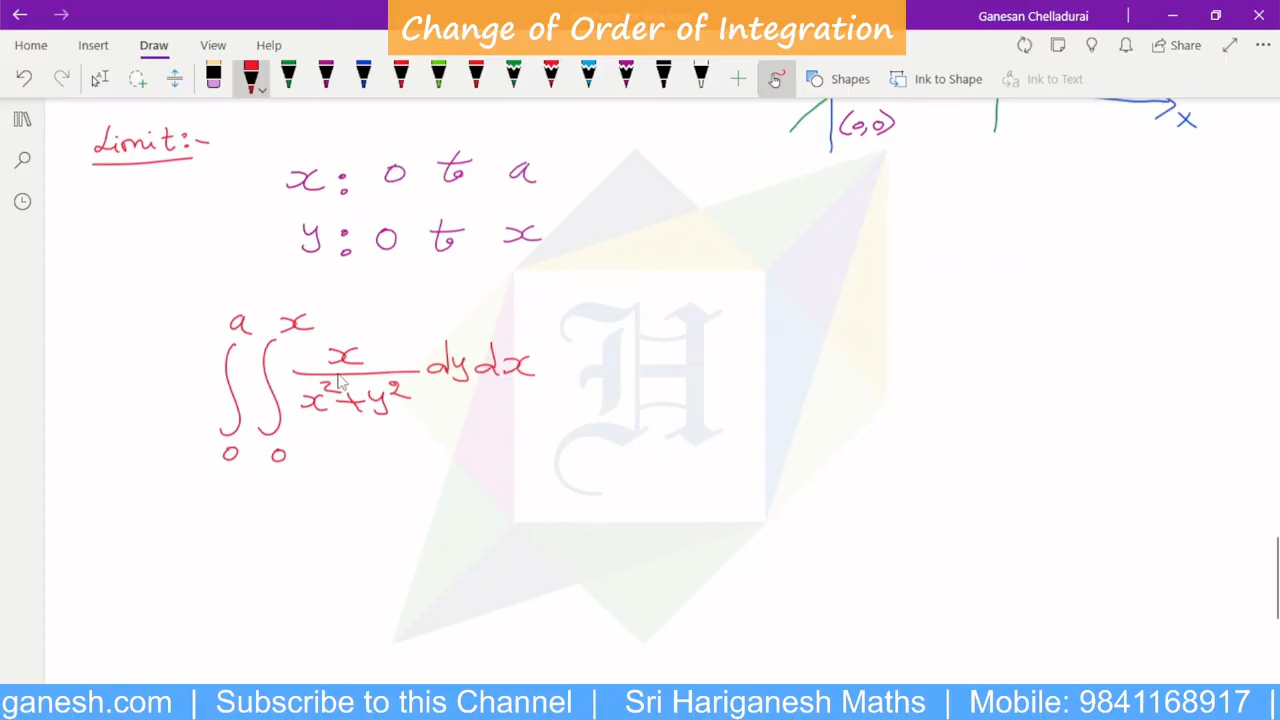 Change of Order of Integration
Ganesan Chelladurai
Home Insert Draw View Help
Share
Shapes Ink to Shape Ink to Text
Limit:-
(0,0)
x
x : 0 to a
y : 0 to x
a x
x
∫ ∫ ――― dy dx
x²+y²
0 0
H
ganesh.com | Subscribe to this Channel | Sri Hariganesh Maths | Mobile: 9841168917 |